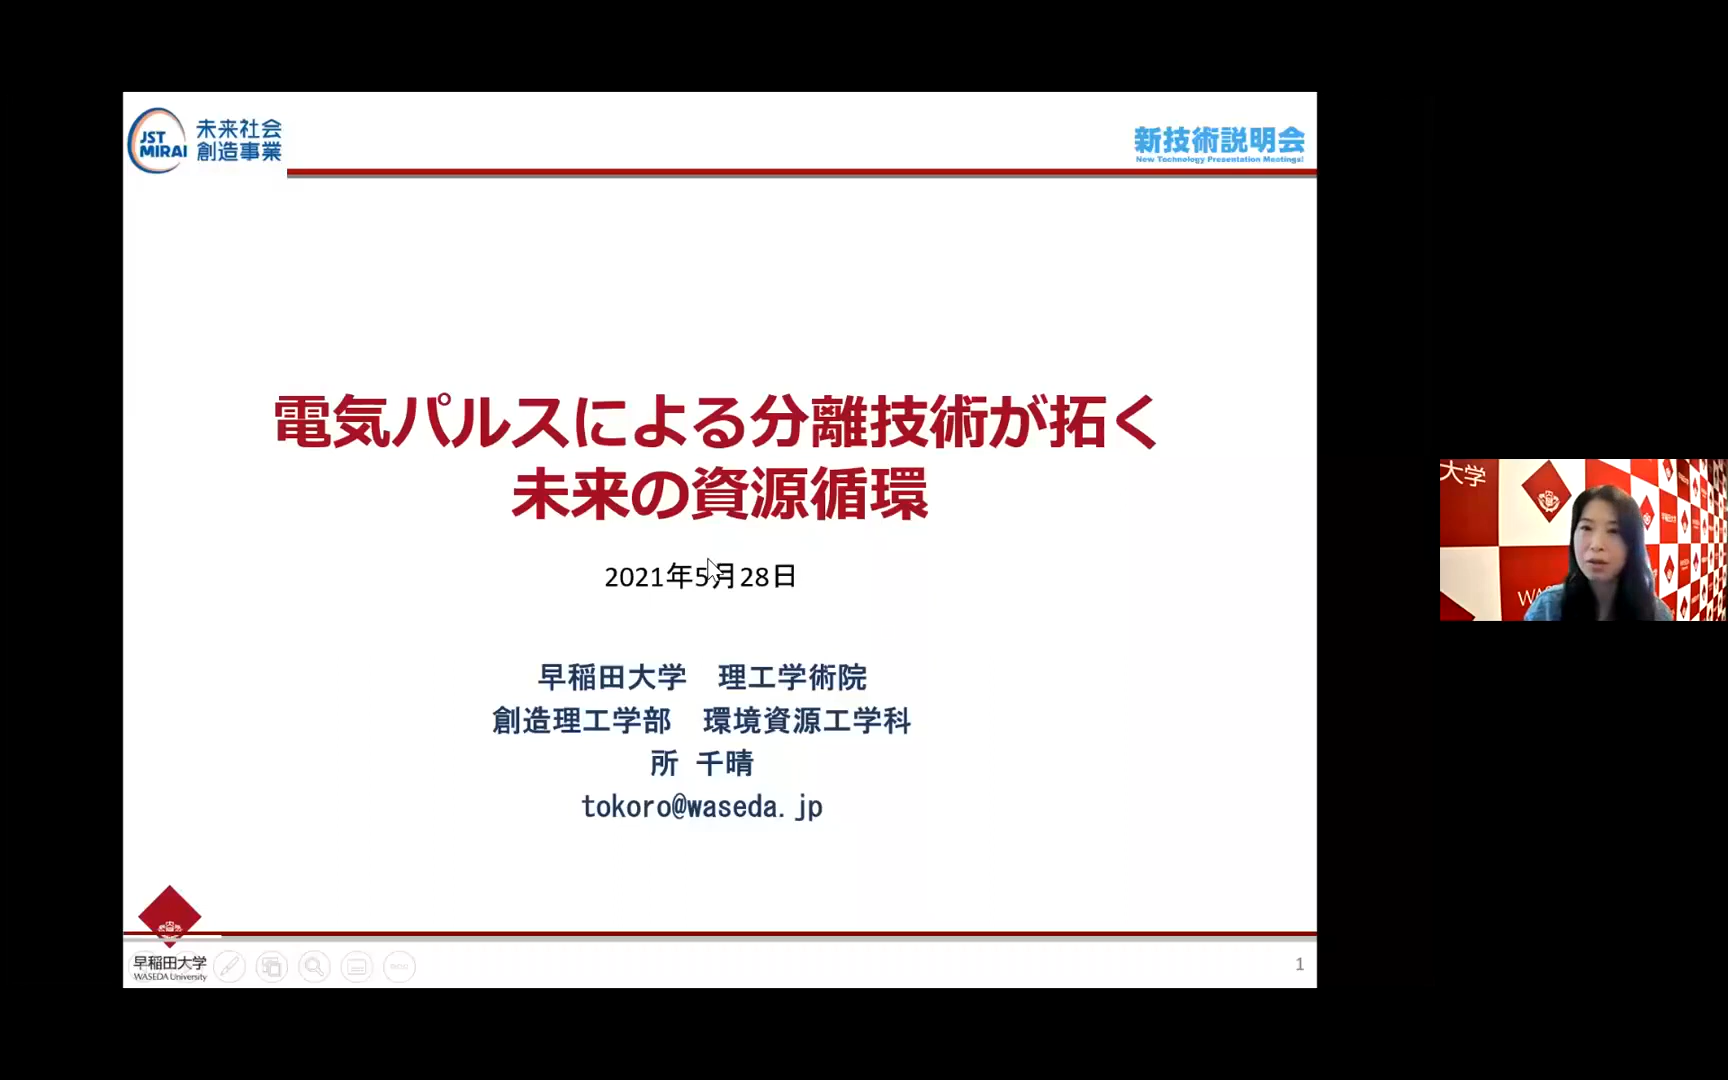 JST
MIRAI
未来社会
創造事業
新技術説明会
New Technology Presentation Meetings!
電気パルスによる分離技術が拓く
未来の資源循環
2021年5月28日
早稲田大学 理工学術院
創造理工学部 環境資源工学科
所 千晴
tokoro@waseda.jp
早稲田大学
WASEDA University
1
大学